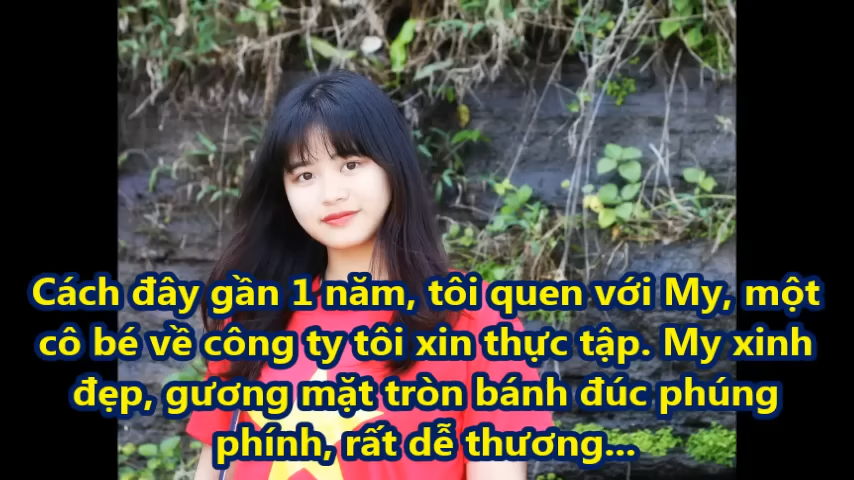 Cách đây gần 1 năm, tôi quen với My, một
cô bé về công ty tôi xin thực tập. My xinh
đẹp, gương mặt tròn bánh đúc phúng
phính, rất dễ thương...